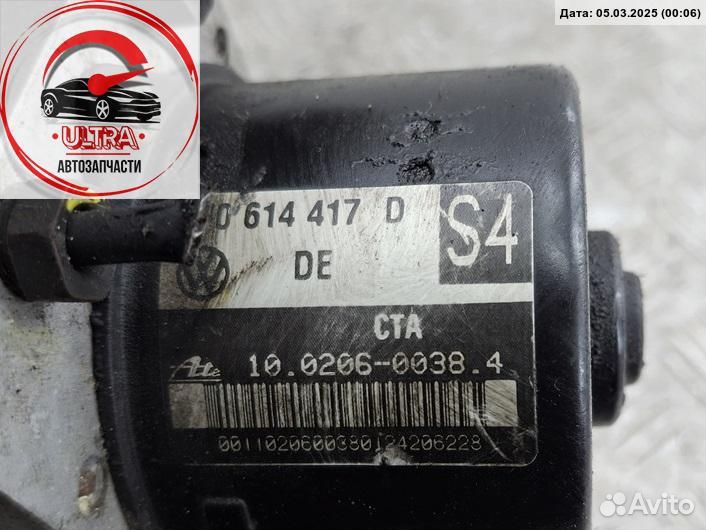 Дата: 05.03.2025 (00:06)
ULTRA
АВТОЗАПЧАСТИ
0 614 417 D
S4
DE
CTA
Ate
10.0206-0038.4
Avito